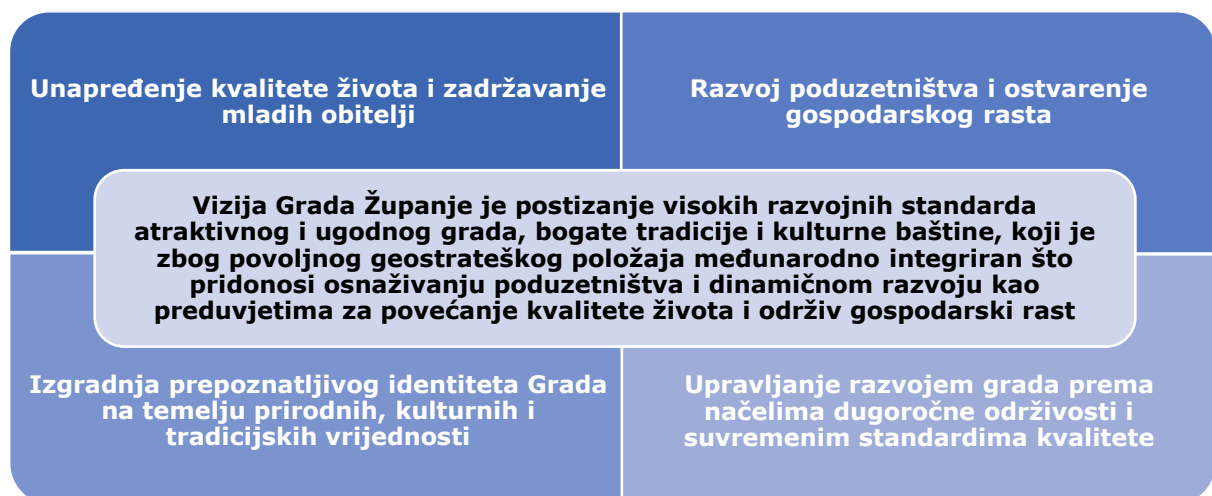 Unapređenje kvalitete života i zadržavanje
mladih obitelji
Razvoj poduzetništva i ostvarenje
gospodarskog rasta
Vizija Grada Županje je postizanje visokih razvojnih standarda
atraktivnog i ugodnog grada, bogate tradicije i kulturne baštine, koji je
zbog povoljnog geostrateškog položaja međunarodno integriran što
pridonosi osnaživanju poduzetništva i dinamičnom razvoju kao
preduvjetima za povećanje kvalitete života i održiv gospodarski rast
Izgradnja prepoznatljivog identiteta Grada
na temelju prirodnih, kulturnih i
tradicijskih vrijednosti
Upravljanje razvojem grada prema
načelima dugoročne održivosti i
suvremenim standardima kvalitete